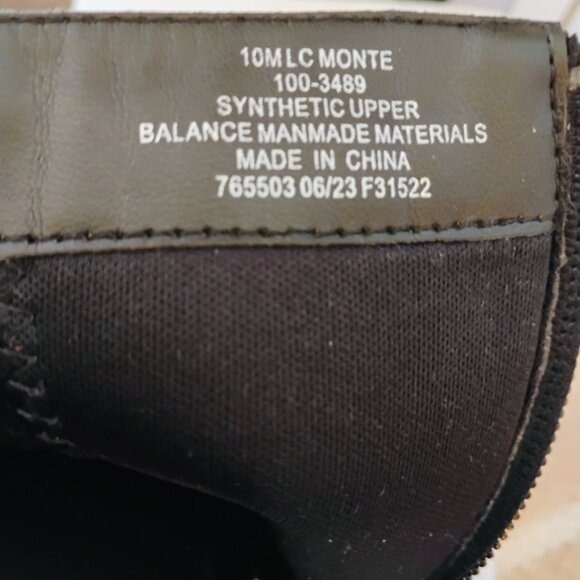 10M LC MONTE
100-3489
SYNTHETIC UPPER
BALANCE MANMADE MATERIALS
MADE IN CHINA
765503 06/23 F31522